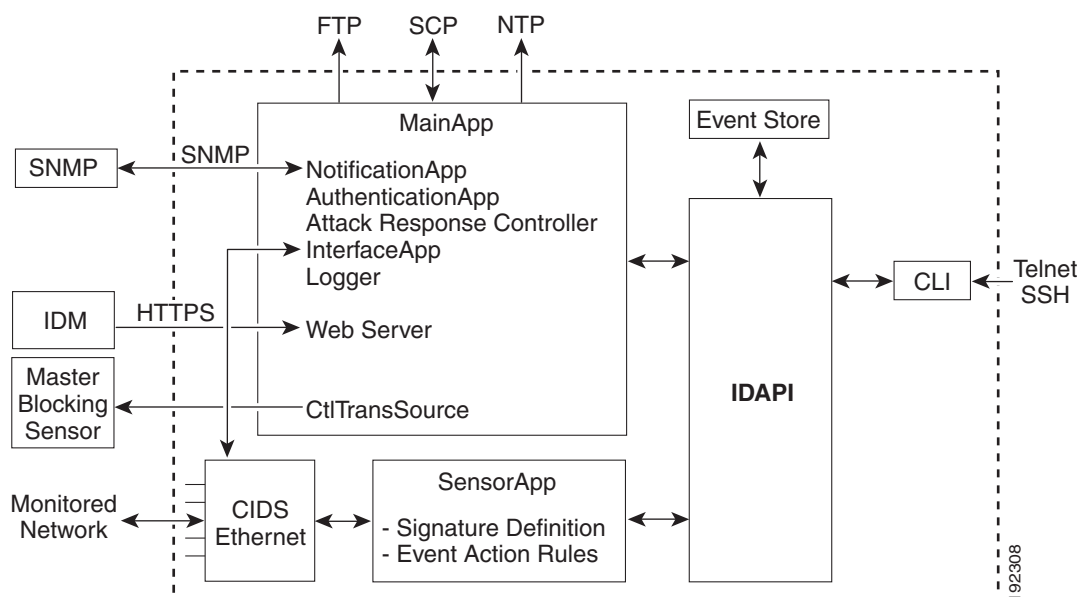 FTP
SCP
NTP
MainApp
Event Store
SNMP
SNMP
NotificationApp
AuthenticationApp
Attack Response Controller
InterfaceApp
Logger
CLI
Telnet
SSH
IDM
HTTPS
Web Server
Master
Blocking
Sensor
CtlTransSource
IDAPI
Monitored
Network
CIDS
Ethernet
SensorApp
- Signature Definition
- Event Action Rules
192308